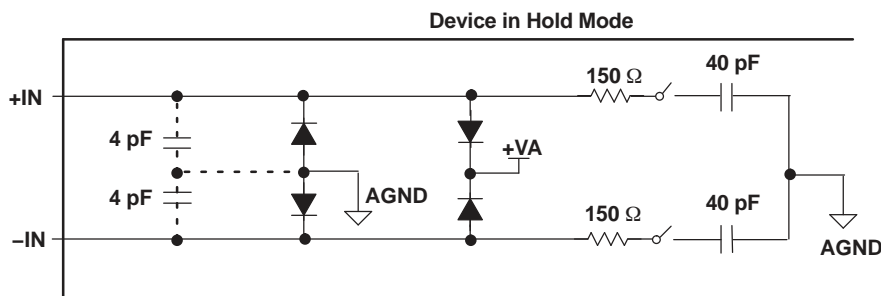 Device in Hold Mode
150 Ω
40 pF
+IN
4 pF
+VA
4 pF
AGND
150 Ω
40 pF
−IN
AGND